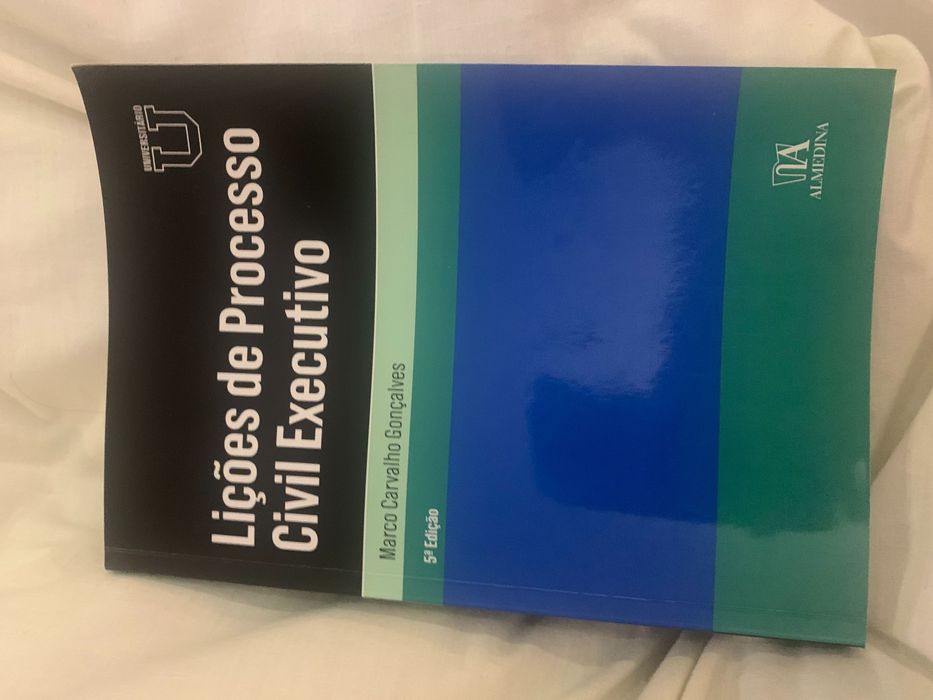 UNIVERSITÁRIO
U
Lições de Processo
Civil Executivo
Marco Carvalho Gonçalves
5ª Edição
ALMEDINA